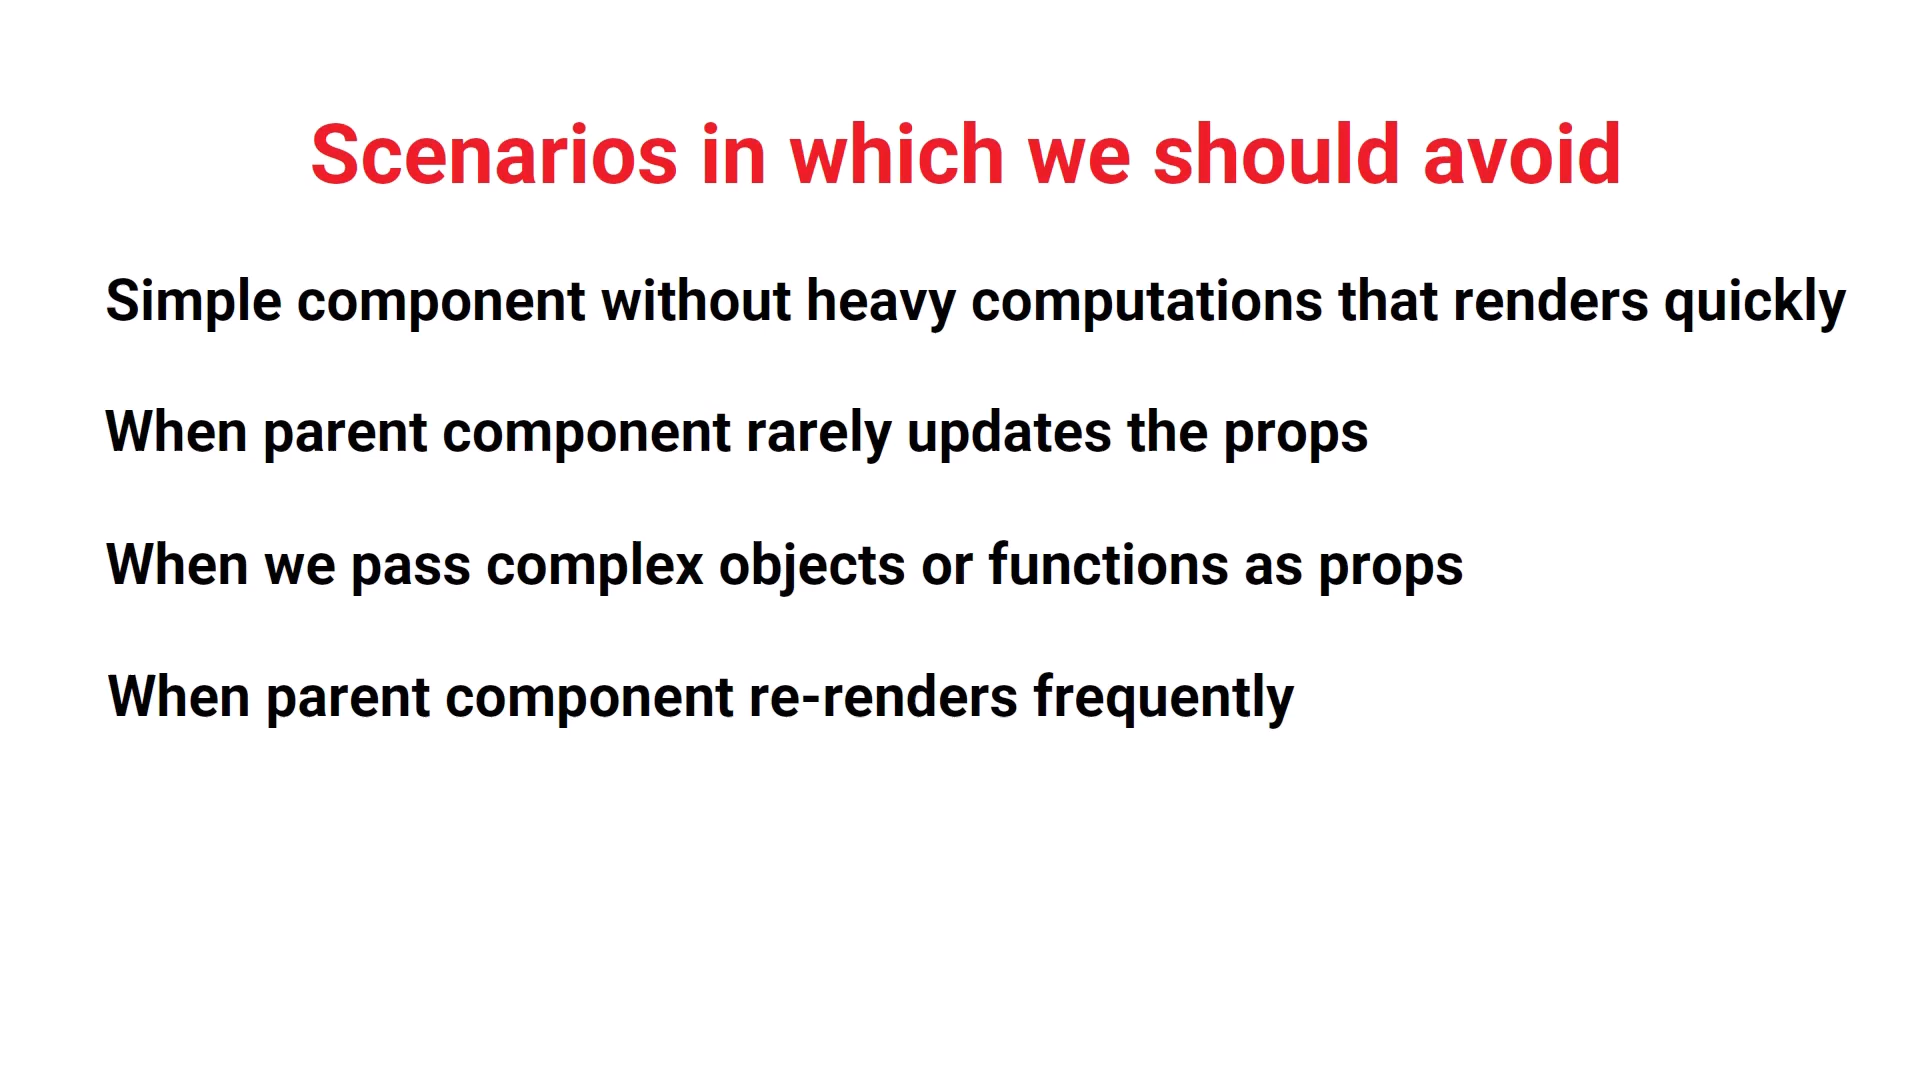 Scenarios in which we should avoid
Simple component without heavy computations that renders quickly
When parent component rarely updates the props
When we pass complex objects or functions as props
When parent component re-renders frequently